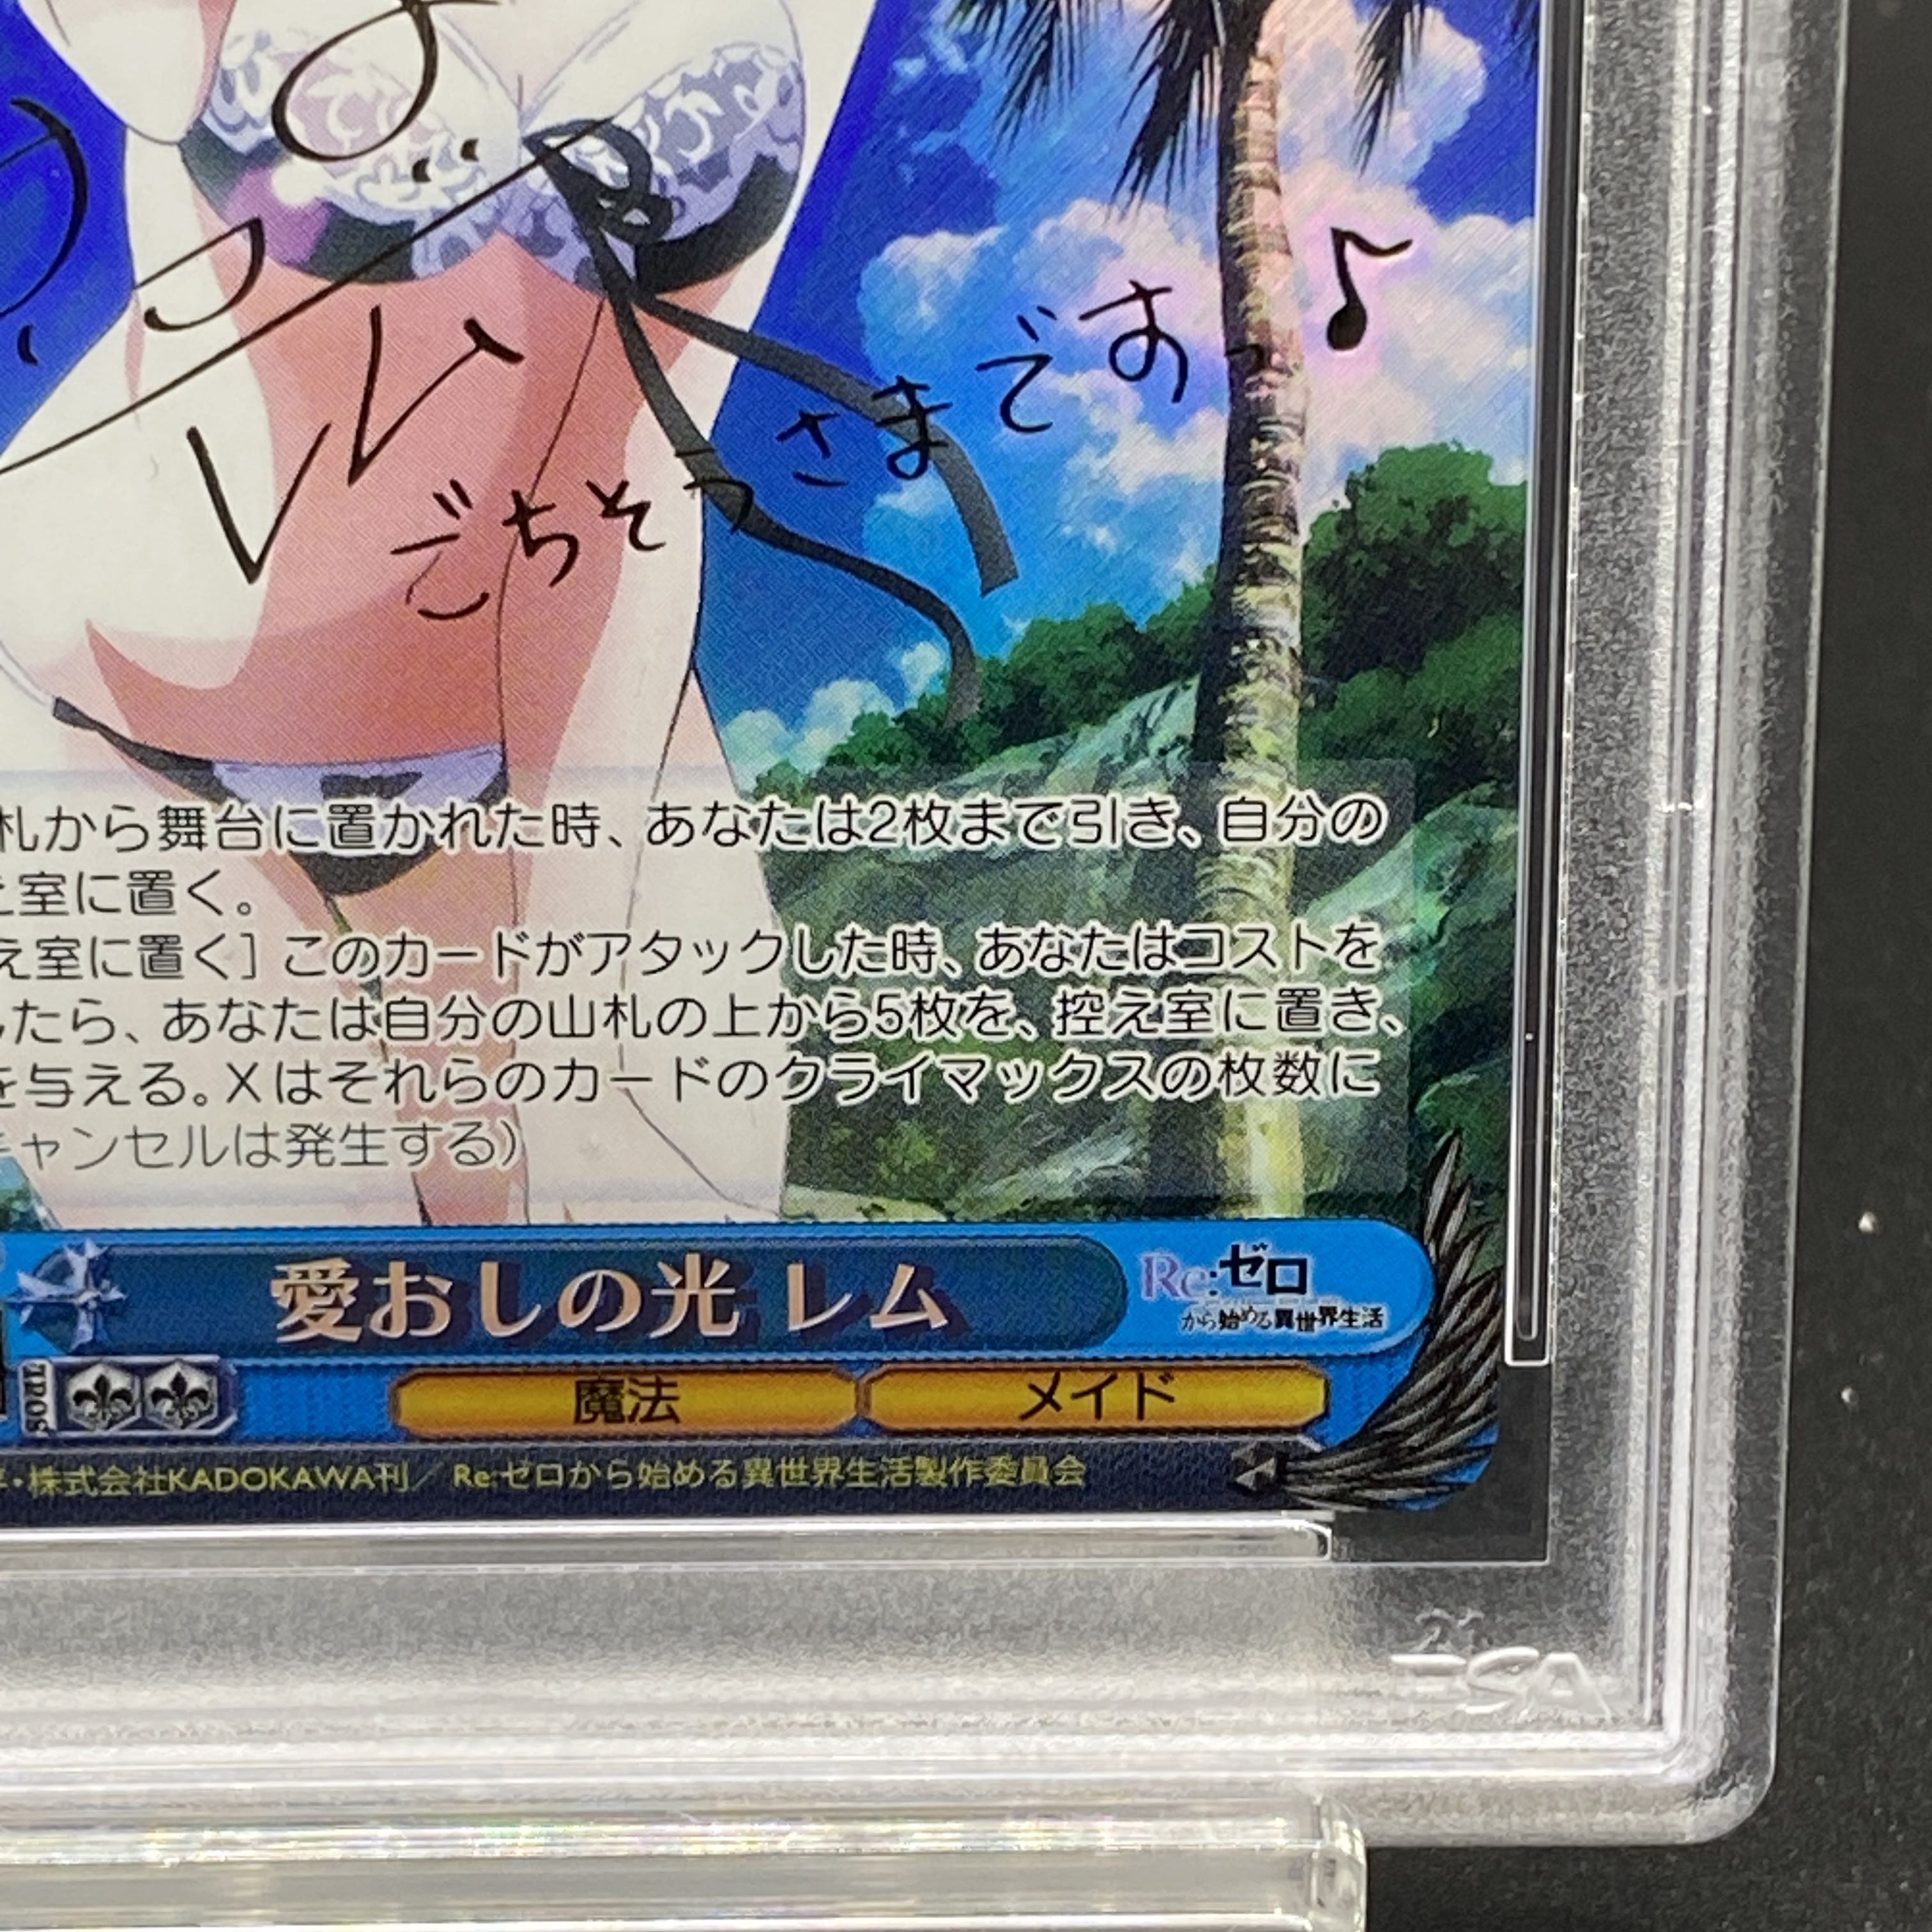 レム
ごちそうさまですっ♪
札から舞台に置かれた時、あなたは2枚まで引き、自分の
え室に置く。
え室に置く］このカードがアタックした時、あなたはコストを
したら、あなたは自分の山札の上から5枚を、控え室に置き、
を与える。Xはそれらのカードのクライマックスの枚数に
キャンセルは発生する）
愛おしの光 レム
Re:ゼロ
から始める異世界生活
魔法
メイド
・株式会社KADOKAWA刊／Re:ゼロから始める異世界生活製作委員会
PSA